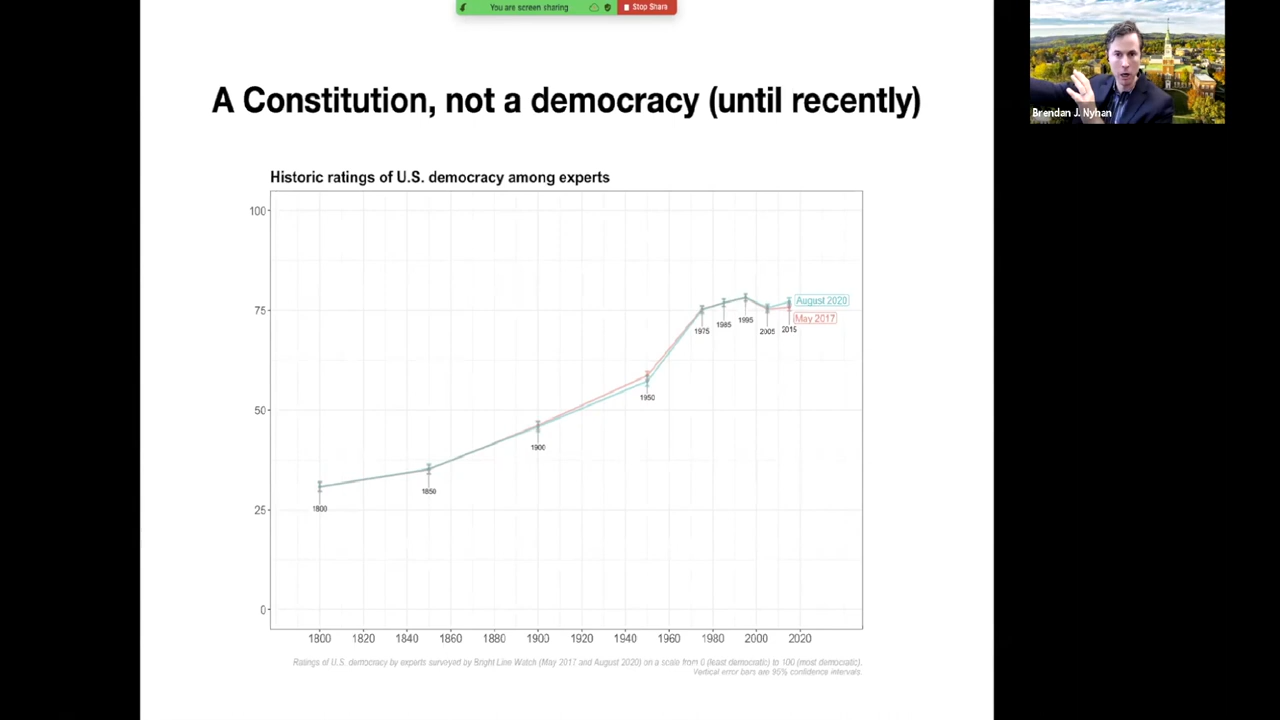 You are screen sharing
Stop Share
A Constitution, not a democracy (until recently)
Brendan J. Nyhan
Historic ratings of U.S. democracy among experts
100
75
50
25
0
August 2020
May 2017
1975
1985
1995
2005
2015
1950
1900
1850
1800
1800 1820 1840 1860 1880 1900 1920 1940 1960 1980 2000 2020
Ratings of U.S. democracy by experts surveyed by Bright Line Watch (May 2017 and August 2020) on a scale from 0 (least democratic) to 100 (most democratic).
Vertical error bars are 95% confidence intervals.